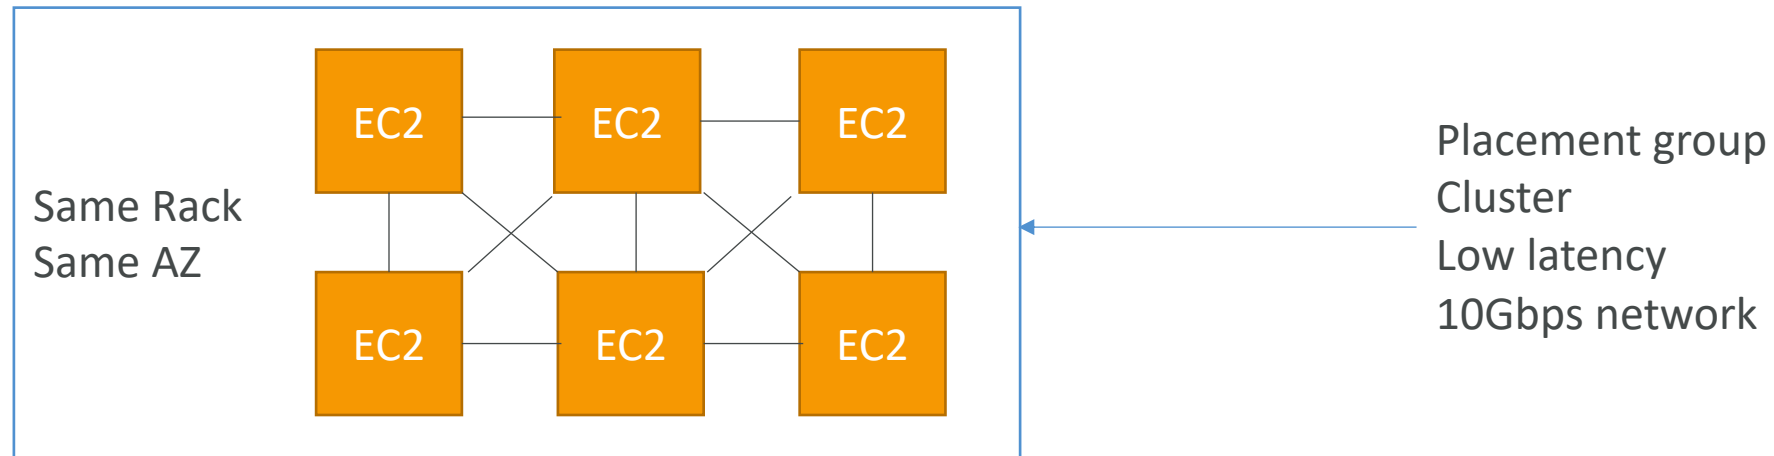 Same Rack
Same AZ
EC2
EC2
EC2
EC2
EC2
EC2
Placement group
Cluster
Low latency
10Gbps network